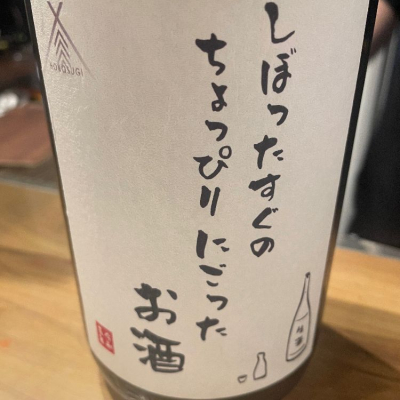 しぼったすぐの
ちょっぴりにごった
お酒